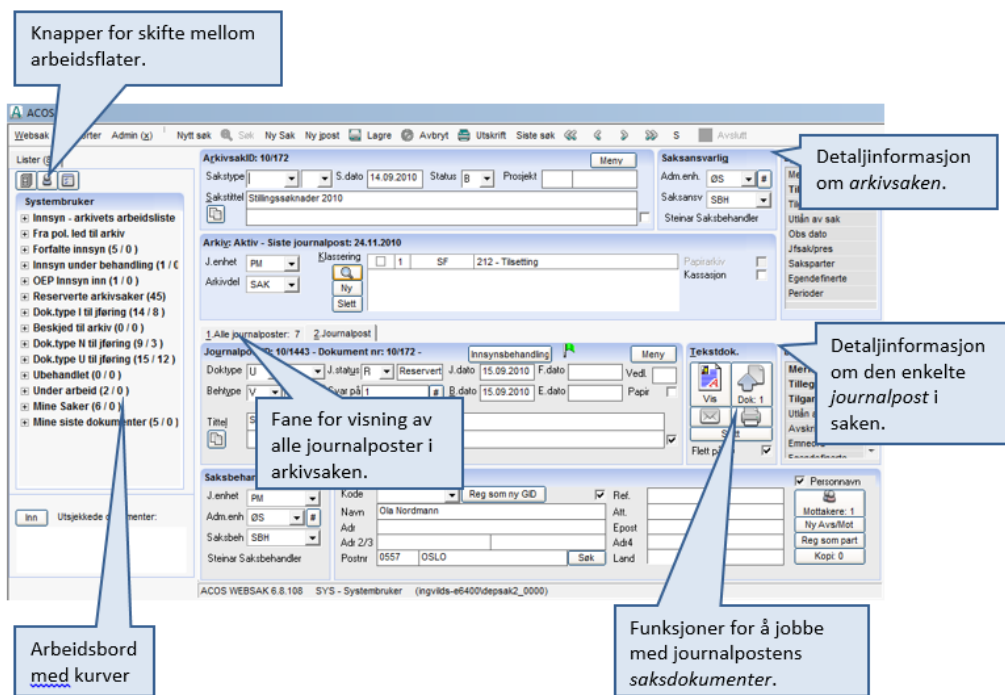 Knapper for skifte mellom
arbeidsflater.
ACOS
Websak
Admin (x)
Nytt søk
Søk
Ny Sak
Ny jpost
Lagre
Avbryt
Utskrift
Siste søk
S
Avslutt
Lister
Systembruker
Innsyn - arkivets arbeidsliste
Fra pol. led til arkiv
Forfalte innsyn (5 / 0 )
Innsyn under behandling (1 /
OEP Innsyn inn (1 / 0 )
Reserverte arkivsaker (45)
Dok.type I til jføring (14 / 8 )
Beskjed til arkiv (0 / 0 )
Dok.type N til jføring (9 / 3 )
Dok.type U til jføring (15 / 12 )
Ubehandlet (0 / 0 )
Under arbeid (2 / 0 )
Mine Saker (6 / 0 )
Mine siste dokumenter (5 / 0 )
Inn
Utsjekkede
ArkivsakID: 10/172
Meny
Sakstype
S.dato 14.09.2010
Status B
Prosjekt
Sakstittel Stillingssøknader 2010
Saksansvarlig
Adm.enh. ØS #
Saksansv SBH
Steinar Saksbehandler
Detaljinformasjon
om arkivsaken.
Utlån av sak
Obs dato
Jfsak/pres
Saksparter
Egendefinerte
Perioder
Arkiv: Aktiv - Siste journalpost: 24.11.2010
J.enhet PM
Arkivdel SAK
Klassering
Ny
Slett
1 SF 212 - Tilsetting
Papirarkiv
Kassasjon
1.Alle journalposter: 7
2.Journalpost
10/1443 - Dokument nr: 10/172 -
Innsynsbehandling
Meny
Doktype U
J.status R Reservert
J.dato 15.09.2010
F.dato
Vedl.
Behtype V
Svar på 1 #
B.dato 15.09.2010
E.dato
Papir
Tittel
Fane for visning av
alle journalposter i
arkivsaken.
Tekstdok.
Vis
Dok: 1
Flett
Detaljinformasjon
om den enkelte
journalpost i
saken.
Utlån
Emneord
J.enhet PM
Adm.enh ØS #
Saksbeh SBH
Steinar Saksbehandler
Kode
Reg som ny GID
Navn Ola Nordmann
Adr
Adr 2/3
Postnr 0557 OSLO
Søk
Ref.
Att.
Epost
Adr4
Land
Personnavn
Mottakere: 1
Ny Avs/Mot
Reg som part
Kopi: 0
ACOS WEBSAK 6.8.108 SYS - Systembruker (ingvilds-e6400\depsak2_0000)
Arbeidsbord
med kurver
Funksjoner for å jobbe
med journalpostens
saksdokumenter.